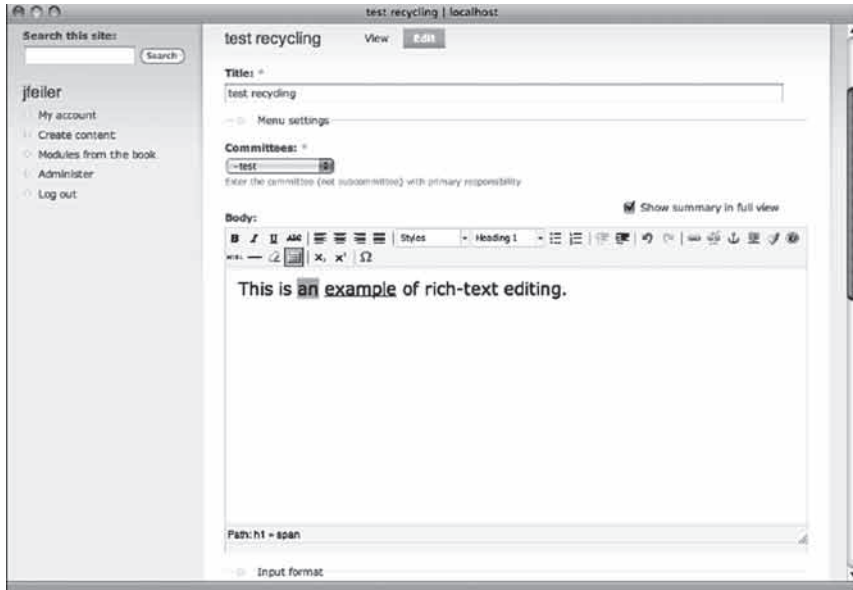 test recycling | localhost
Search this site:
Search
jfeiler
My account
Create content
Modules from the book
Administer
Log out
test recycling View Edit
Title: *
test recycling
Menu settings
Committees: *
-test
Enter the committee (not subcommittee) with primary responsibility
Show summary in full view
Body:
B I U ABC Styles Heading 1
HTML x, x' Ω
This is an example of rich-text editing.
Path: h1 » span
Input format